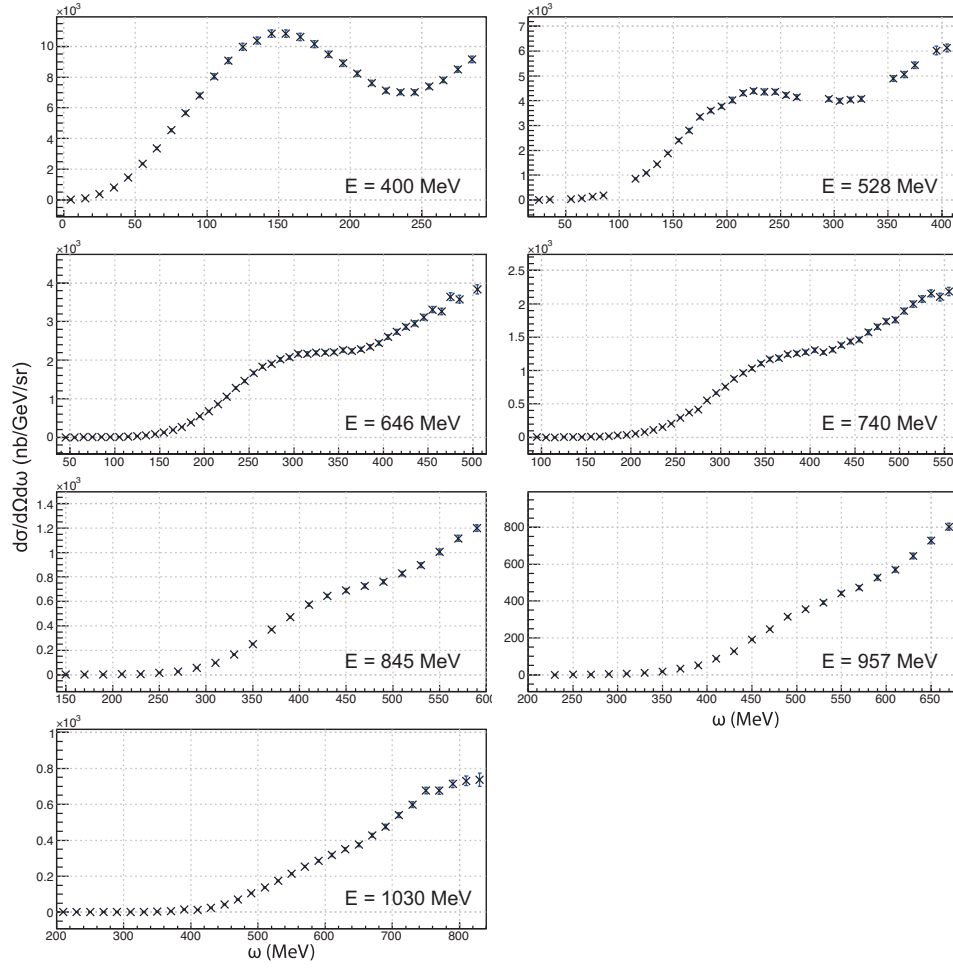 ×10³ ×10³
10 8 6 4 2 0
E = 400 MeV
0 50 100 150 200 250
7 6 5 4 3 2 1 0
E = 528 MeV
50 100 150 200 250 300 350 400
×10³ ×10³
4 3 2 1 0
E = 646 MeV
50 100 150 200 250 300 350 400 450 500
2.5 2 1.5 1 0.5 0
E = 740 MeV
100 150 200 250 300 350 400 450 500 550
dσ/dΩdω (nb/GeV/sr)
×10³
1.4 1.2 1 0.8 0.6 0.4 0.2 0
E = 845 MeV
150 200 250 300 350 400 450 500 550 600
800 600 400 200 0
E = 957 MeV
200 250 300 350 400 450 500 550 600 650
ω (MeV)
×10³
1 0.8 0.6 0.4 0.2 0
E = 1030 MeV
200 300 400 500 600 700 800
ω (MeV)